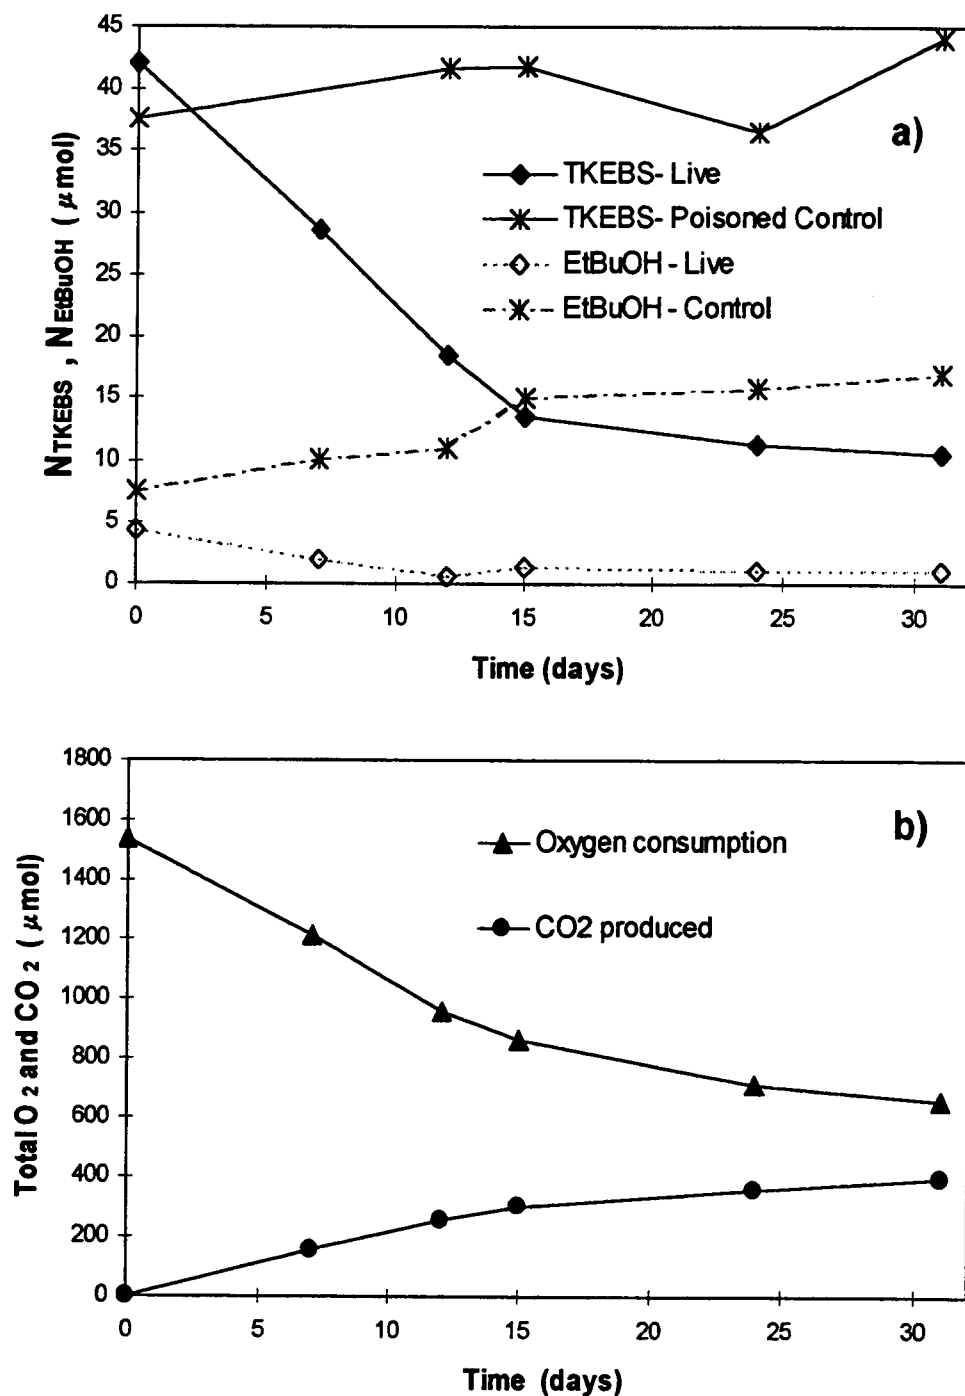 45
40
35
30
25
20
15
10
5
0
NTKEBS , NEtBuOH ( μmol)
a)
TKEBS- Live
TKEBS- Poisoned Control
EtBuOH - Live
EtBuOH - Control
0 5 10 15 20 25 30
Time (days)
1800
1600
1400
1200
1000
800
600
400
200
0
Total O 2 and CO 2 ( μmol)
b)
Oxygen consumption
CO2 produced
0 5 10 15 20 25 30
Time (days)